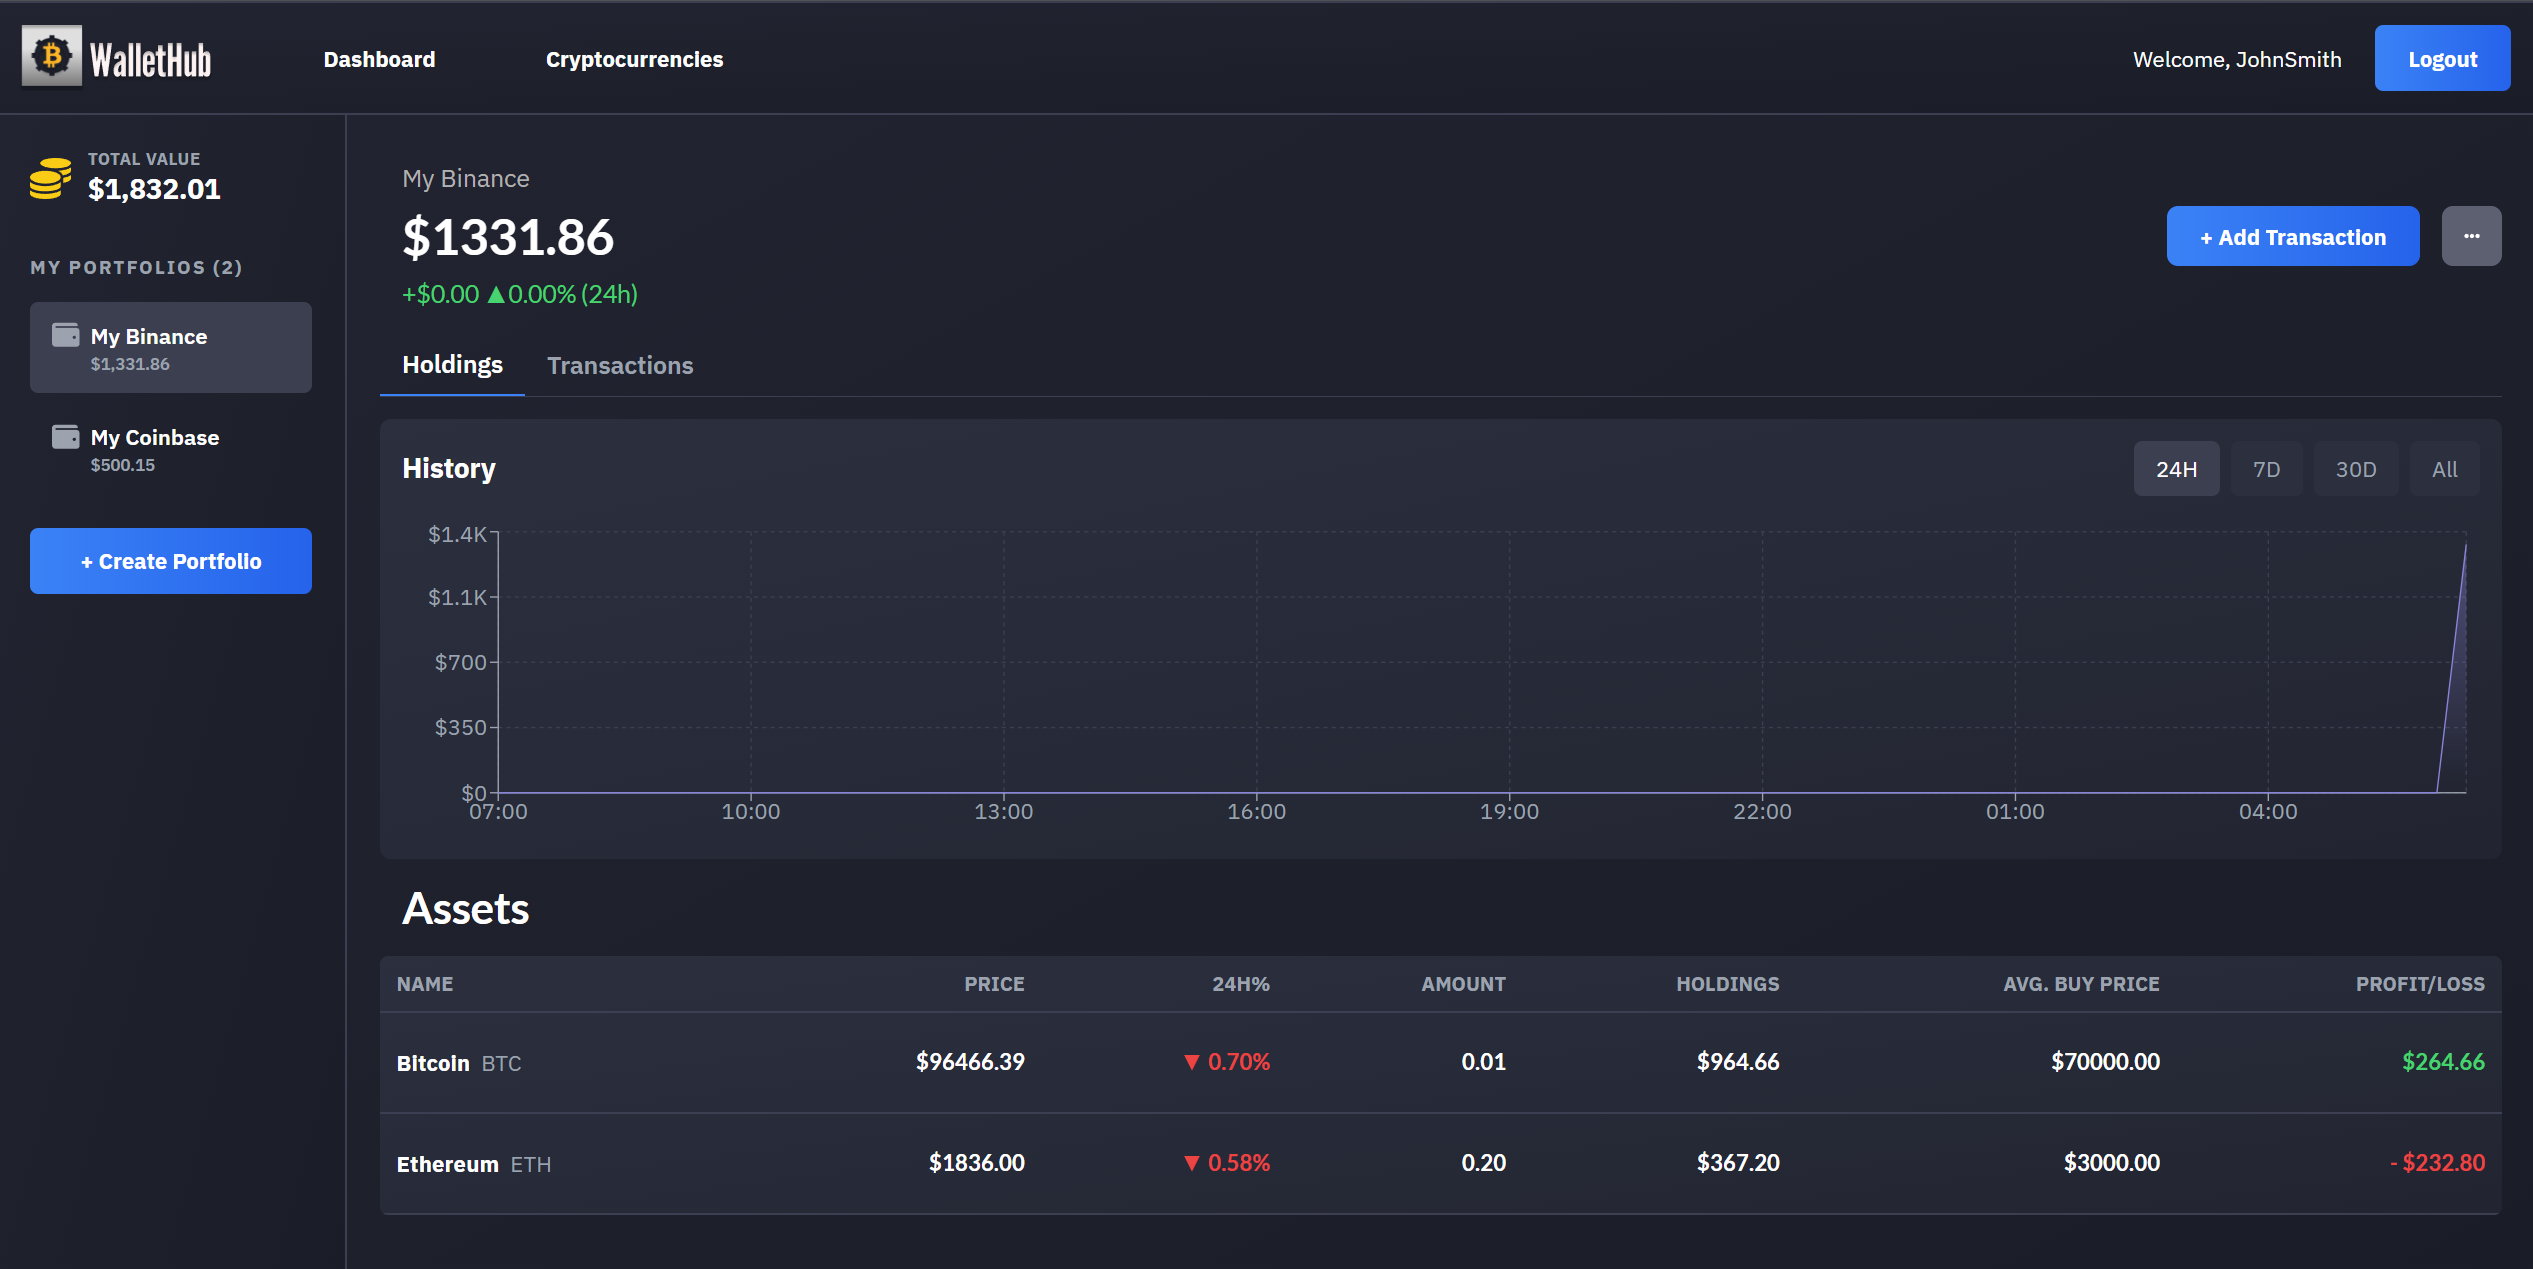 WalletHub
Dashboard
Cryptocurrencies
Welcome, JohnSmith
Logout
TOTAL VALUE
$1,832.01
MY PORTFOLIOS (2)
My Binance
$1,331.86
My Coinbase
$500.15
+ Create Portfolio
My Binance
$1331.86
+$0.00 ▲0.00% (24h)
+ Add Transaction
...
Holdings
Transactions
History
24H
7D
30D
All
$1.4K
$1.1K
$700
$350
$0
07:00 10:00 13:00 16:00 19:00 22:00 01:00 04:00
Assets
NAME PRICE 24H% AMOUNT HOLDINGS AVG. BUY PRICE PROFIT/LOSS
Bitcoin BTC $96466.39 ▼ 0.70% 0.01 $964.66 $70000.00 $264.66
Ethereum ETH $1836.00 ▼ 0.58% 0.20 $367.20 $3000.00 - $232.80